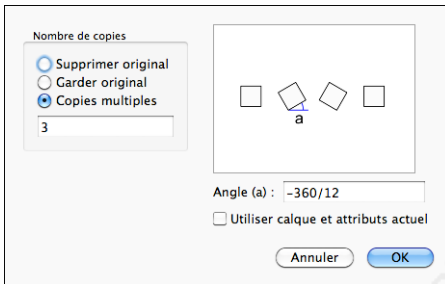 Nombre de copies
Supprimer original
Garder original
Copies multiples
3
a
Angle (a) : -360/12
Utiliser calque et attributs actuel
Annuler OK